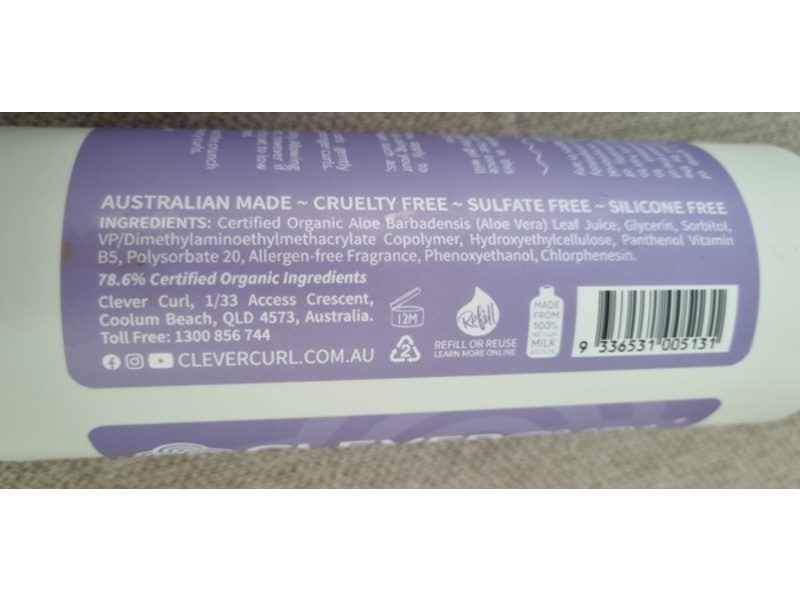 AUSTRALIAN MADE ~ CRUELTY FREE ~ SULFATE FREE ~ SILICONE FREE
INGREDIENTS: Certified Organic Aloe Barbadensis (Aloe Vera) Leaf Juice, Glycerin, Sorbitol,
VP/Dimethylaminoethylmethacrylate Copolymer, Hydroxyethylcellulose, Panthenol Vitamin
B5, Polysorbate 20, Allergen-free Fragrance, Phenoxyethanol, Chlorphenesin.
78.6% Certified Organic Ingredients
Clever Curl, 1/33 Access Crescent,
Coolum Beach, QLD 4573, Australia.
Toll Free: 1300 856 744
CLEVERCURL.COM.AU
12M
2
Refill
REFILL OR REUSE
LEARN MORE ONLINE
MADE
FROM
100%
MILK
9 336531 005131